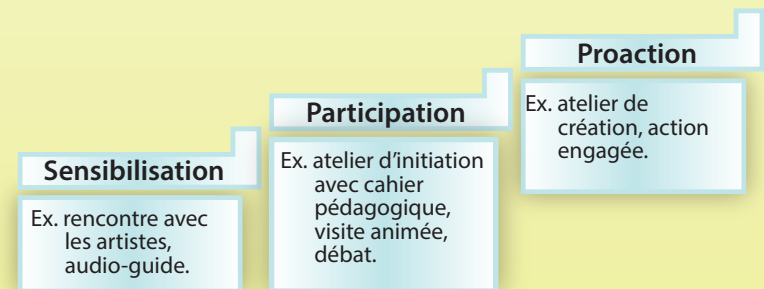 Sensibilisation
Ex. rencontre avec
les artistes,
audio-guide.
Participation
Ex. atelier d’initiation
avec cahier
pédagogique,
visite animée,
débat.
Proaction
Ex. atelier de
création, action
engagée.